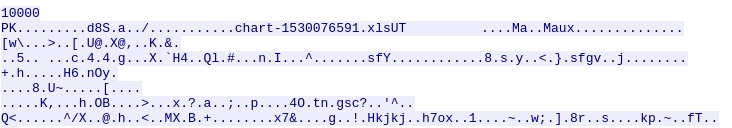 10000
PK.........d8S.a../...........chart-1530076591.xlsUT          ....Ma..Maux..............
[w\...>..[.U@.X@,..K.&.
..5.. ...c.4.4.g...X.`H4..Ql.#...n.I...^.......sfY............8.s.y..<.}.sfgv..j........
+.h.....H6.nOy.
....8.U~.....[....
.....K,...h.OB....>...x.?.a..;..p....4O.tn.gsc?..'^..
Q<......^/X..@.h..<..MX.B.+........x7&....g..!.Hkjkj..h7ox..1....~..w;.].8r..s....kp.~..fT..